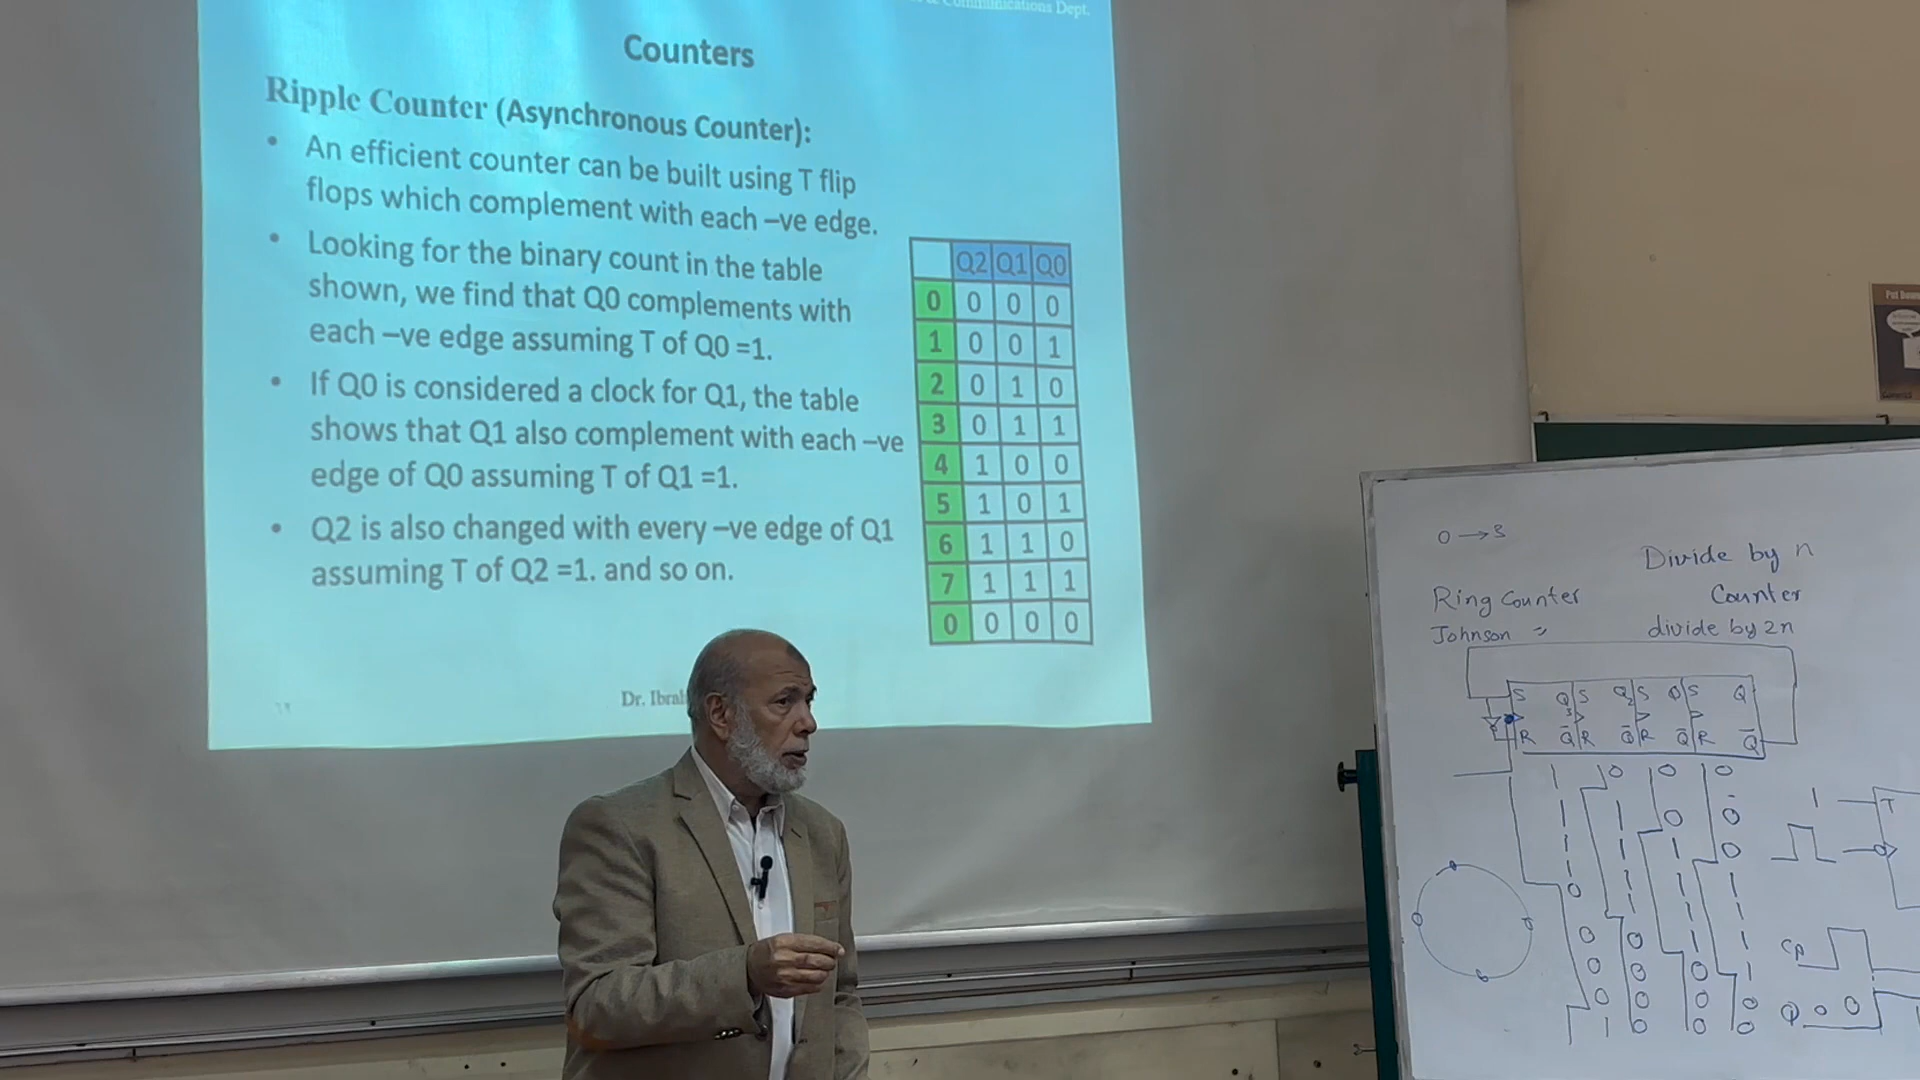 Communications Dept.
Counters
Ripple Counter (Asynchronous Counter):
• An efficient counter can be built using T flip
flops which complement with each –ve edge.
• Looking for the binary count in the table
shown, we find that Q0 complements with
each –ve edge assuming T of Q0 =1.
• If Q0 is considered a clock for Q1, the table
shows that Q1 also complement with each –ve
edge of Q0 assuming T of Q1 =1.
• Q2 is also changed with every –ve edge of Q1
assuming T of Q2 =1. and so on.
Q2 Q1 Q0
0 0 0 0
1 0 0 1
2 0 1 0
3 0 1 1
4 1 0 0
5 1 0 1
6 1 1 0
7 1 1 1
0 0 0 0
Dr.
Divide by n
Ring Counter
Counter
Johnson
divide by 2n
S Q3 S Q2 S Q S Q
R Q̅ R Q̅ R Q̅ R Q̅
1 T
CP
Q 0 0